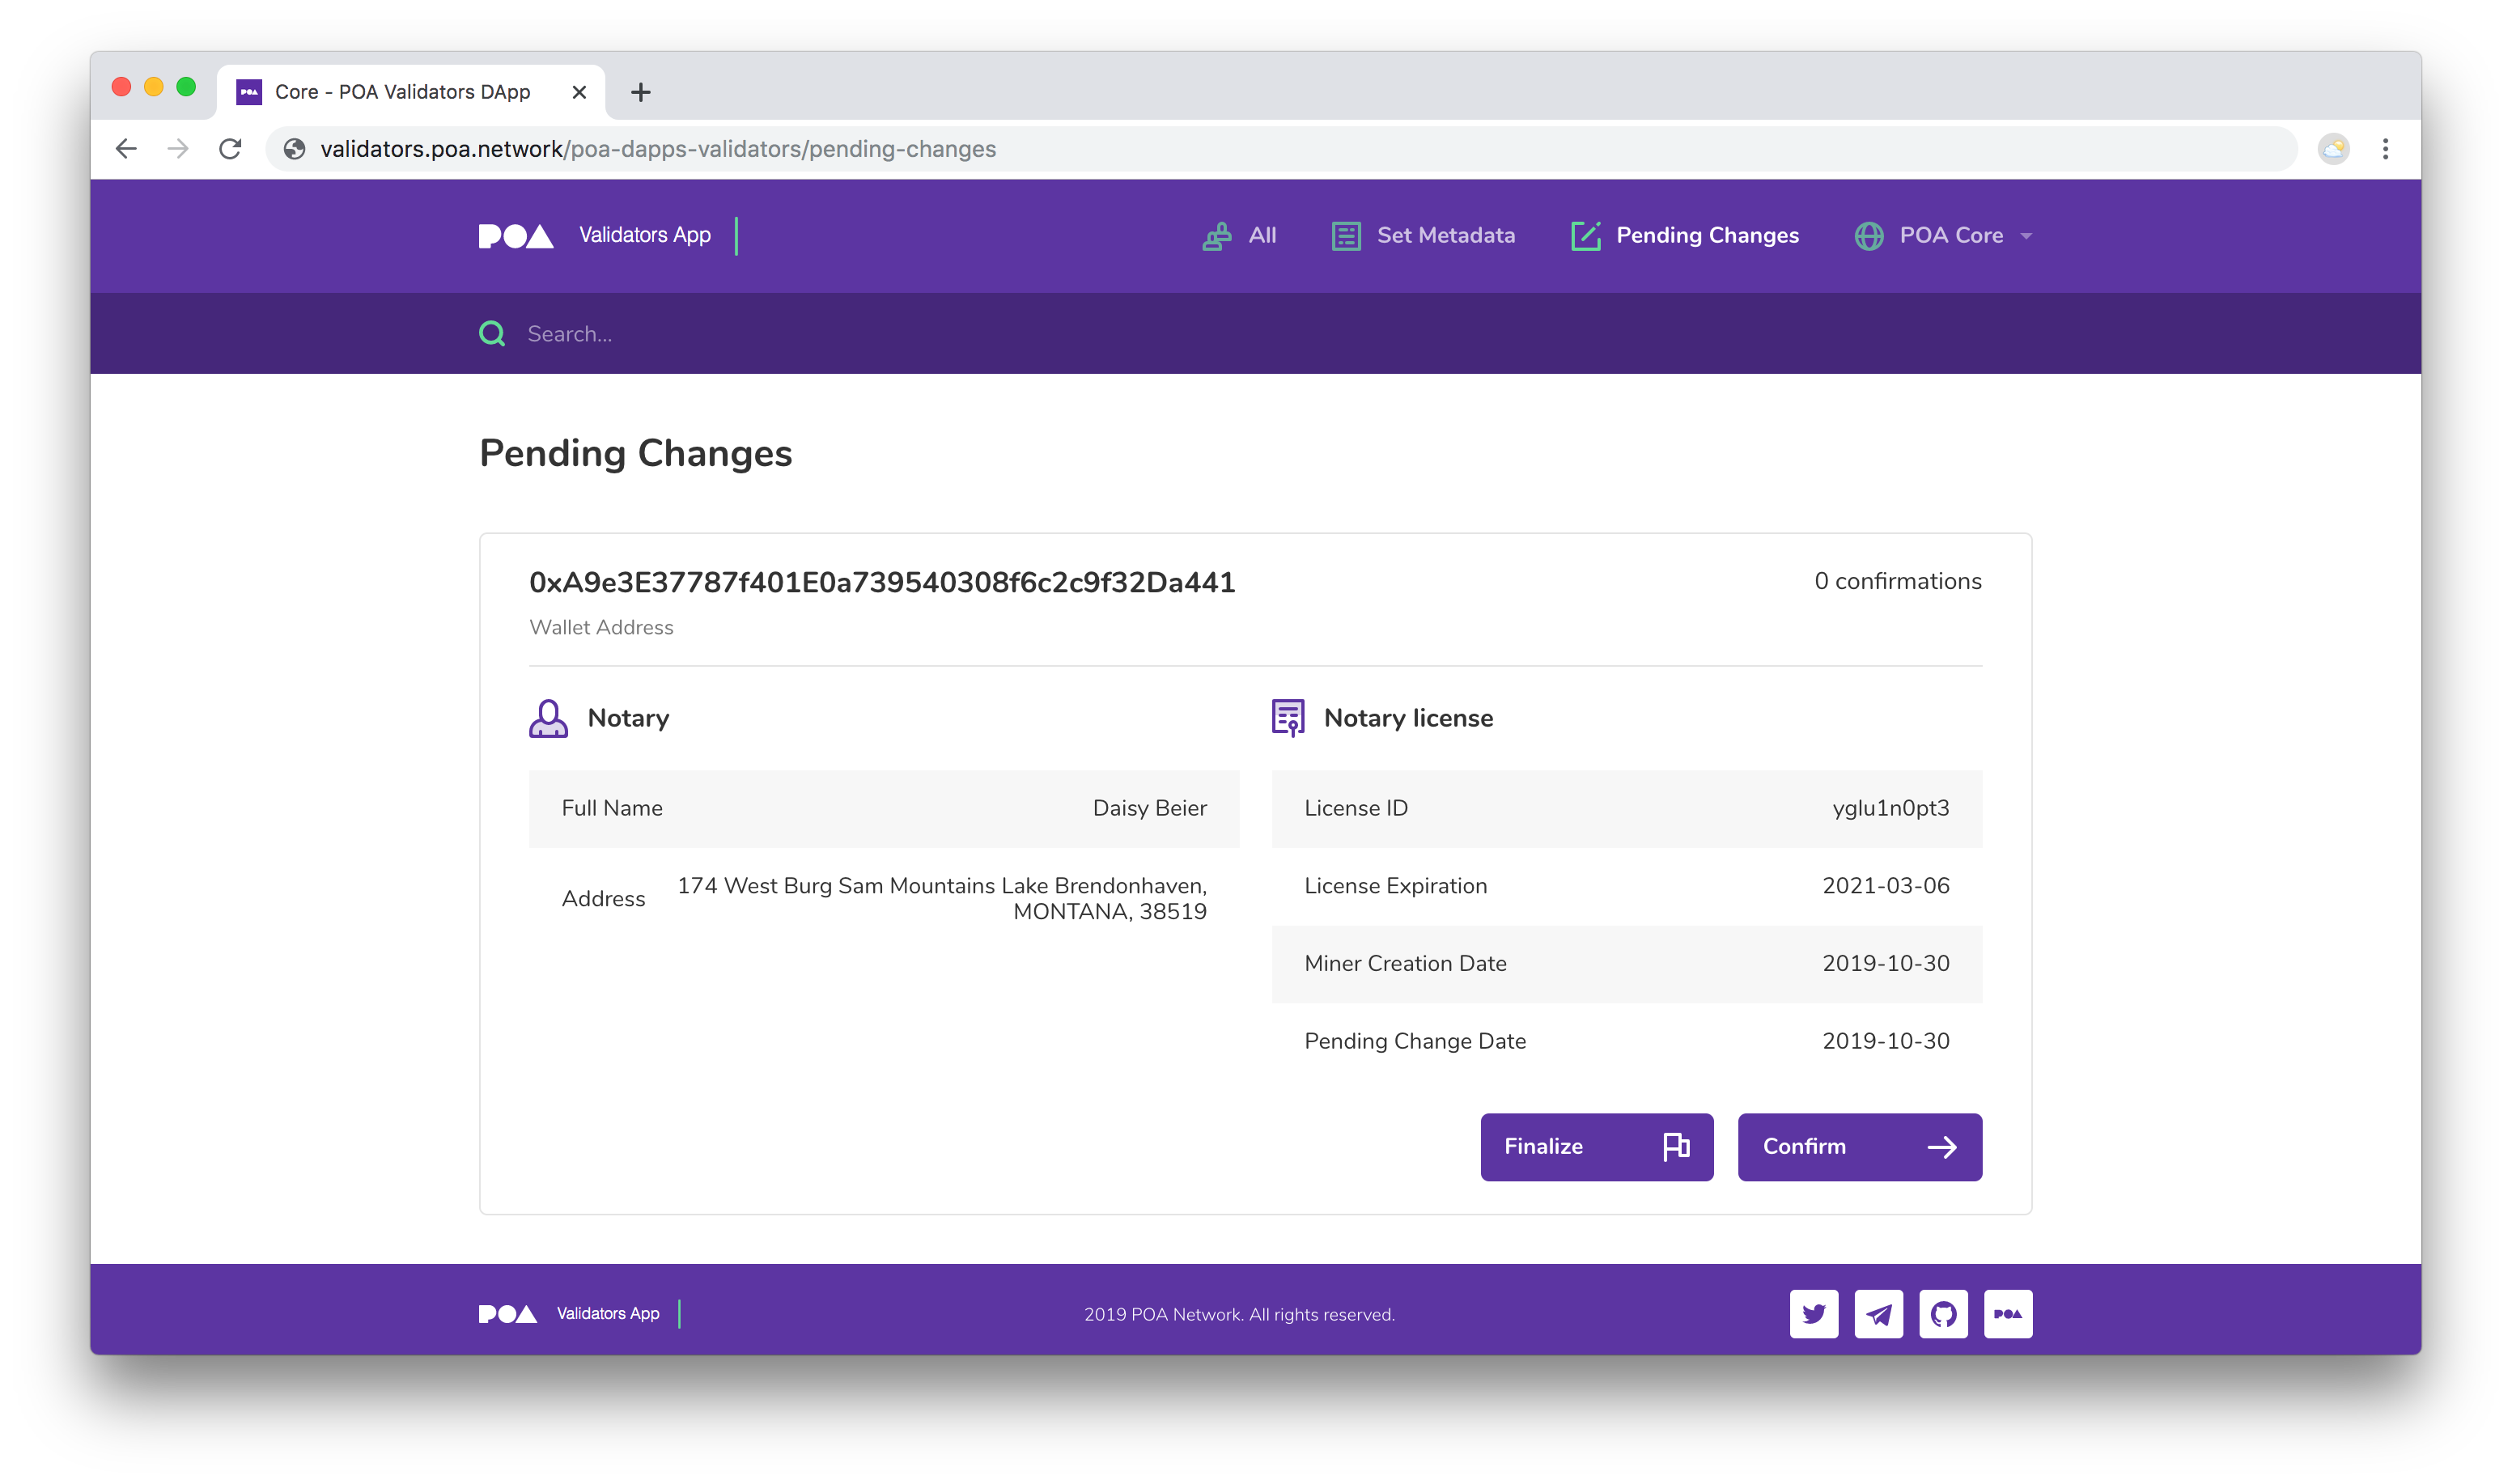 Core - POA Validators DApp
validators.poa.network/poa-dapps-validators/pending-changes
POA Validators App
All
Set Metadata
Pending Changes
POA Core
Search...
Pending Changes
0xA9e3E37787f401E0a739540308f6c2c9f32Da441
0 confirmations
Wallet Address
Notary
Full Name Daisy Beier
Address 174 West Burg Sam Mountains Lake Brendonhaven,
MONTANA, 38519
Notary license
License ID yglu1n0pt3
License Expiration 2021-03-06
Miner Creation Date 2019-10-30
Pending Change Date 2019-10-30
Finalize
Confirm
POA Validators App
2019 POA Network. All rights reserved.
POA